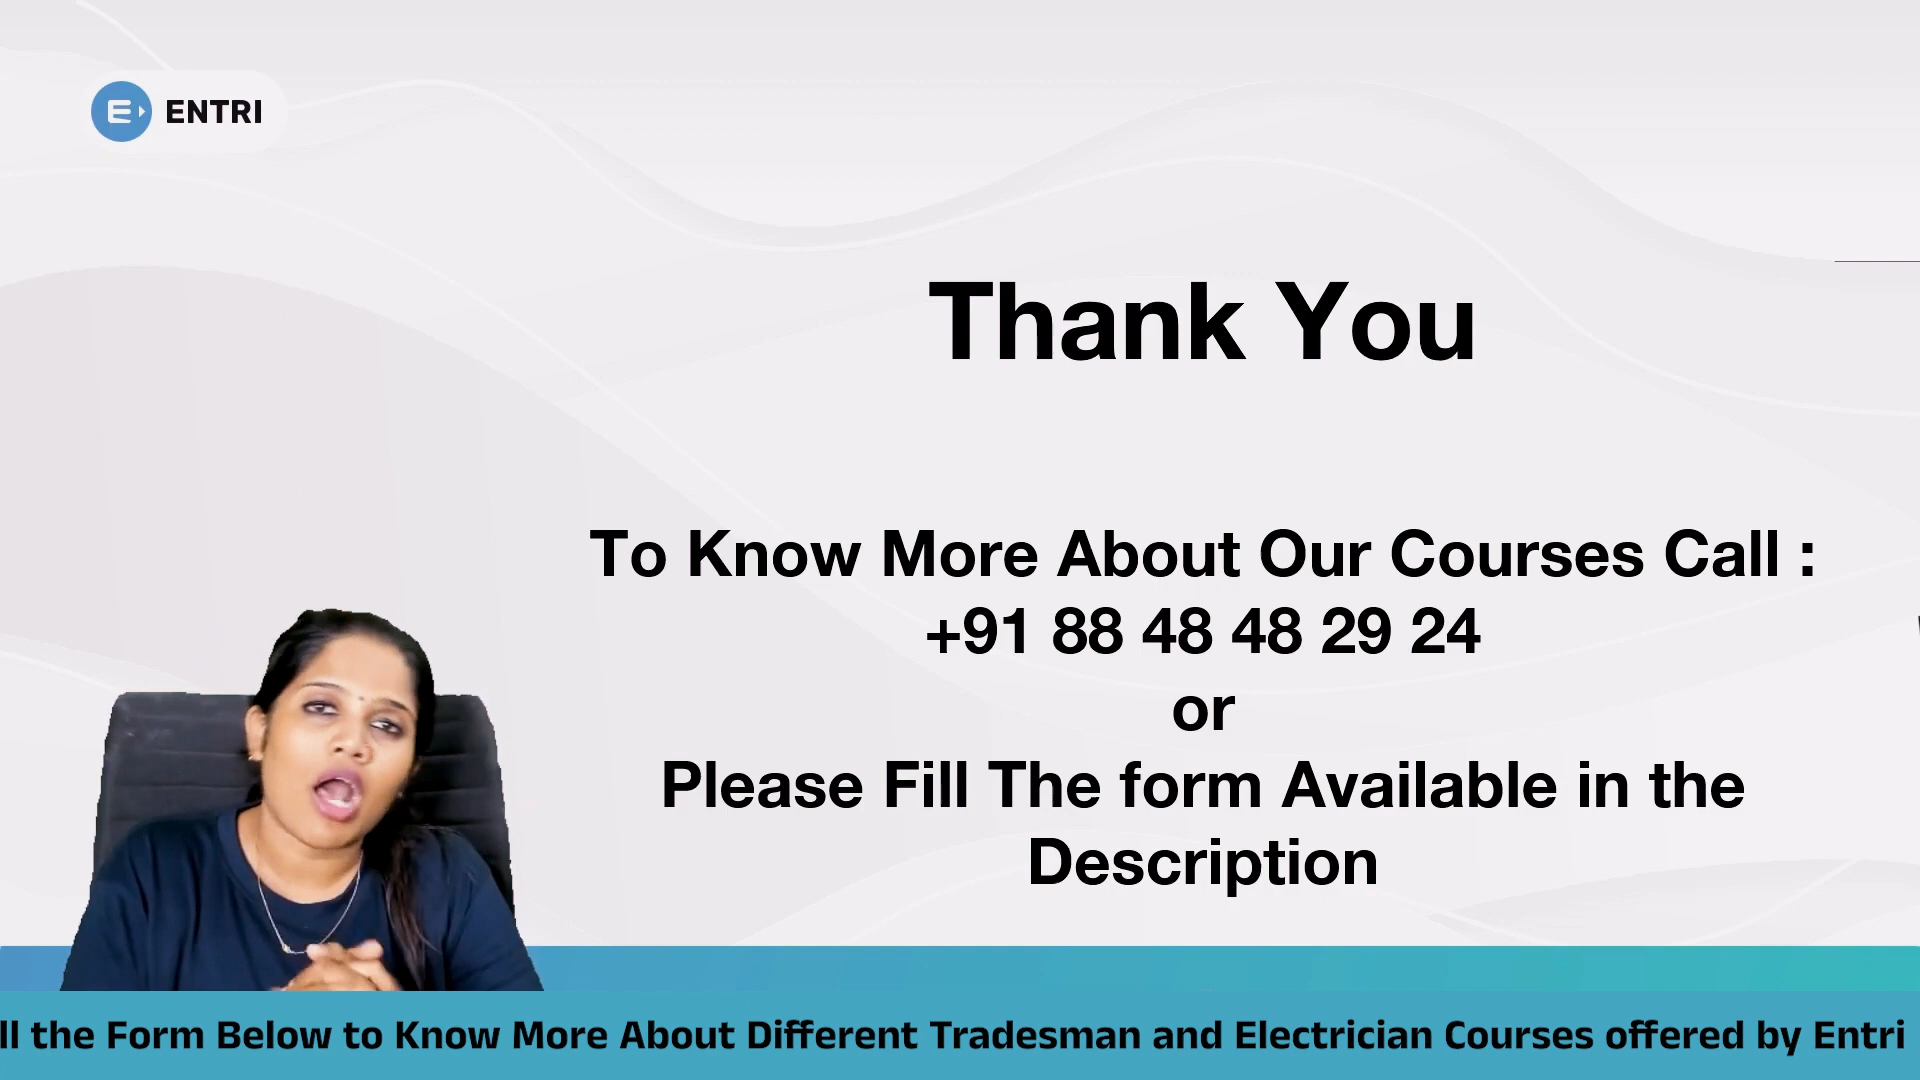 ENTRI
Thank You
To Know More About Our Courses Call :
+91 88 48 48 29 24
or
Please Fill The form Available in the
Description
ll the Form Below to Know More About Different Tradesman and Electrician Courses offered by Entri